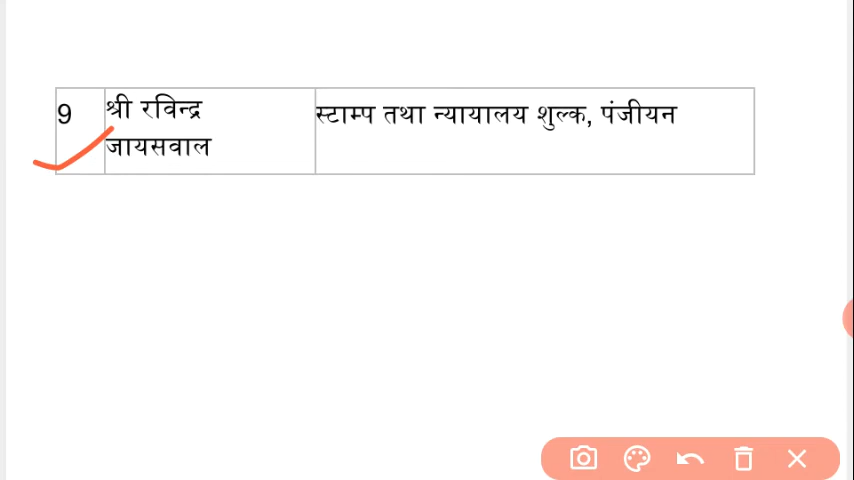 9 श्री रविन्द्र
जायसवाल
स्टाम्प तथा न्यायालय शुल्क, पंजीयन